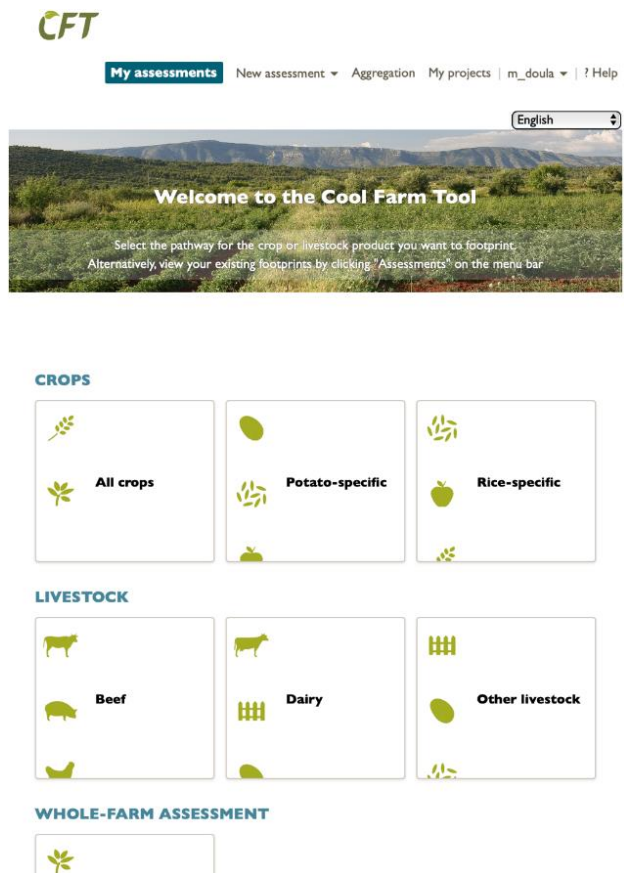 CFT
My assessments New assessment Aggregation My projects | m_doula | ? Help
English
Welcome to the Cool Farm Tool
Select the pathway for the crop or livestock product you want to footprint.
Alternatively, view your existing footprints by clicking "Assessments" on the menu bar
CROPS
All crops
Potato-specific
Rice-specific
LIVESTOCK
Beef
Dairy
Other livestock
WHOLE-FARM ASSESSMENT